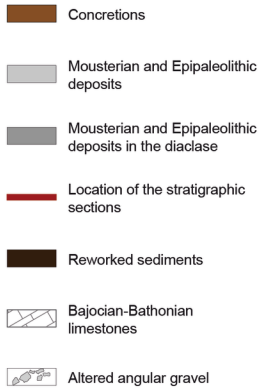 Concretions
Mousterian and Epipaleolithic
deposits
Mousterian and Epipaleolithic
deposits in the diaclase
Location of the stratigraphic
sections
Reworked sediments
Bajocian-Bathonian
limestones
Altered angular gravel